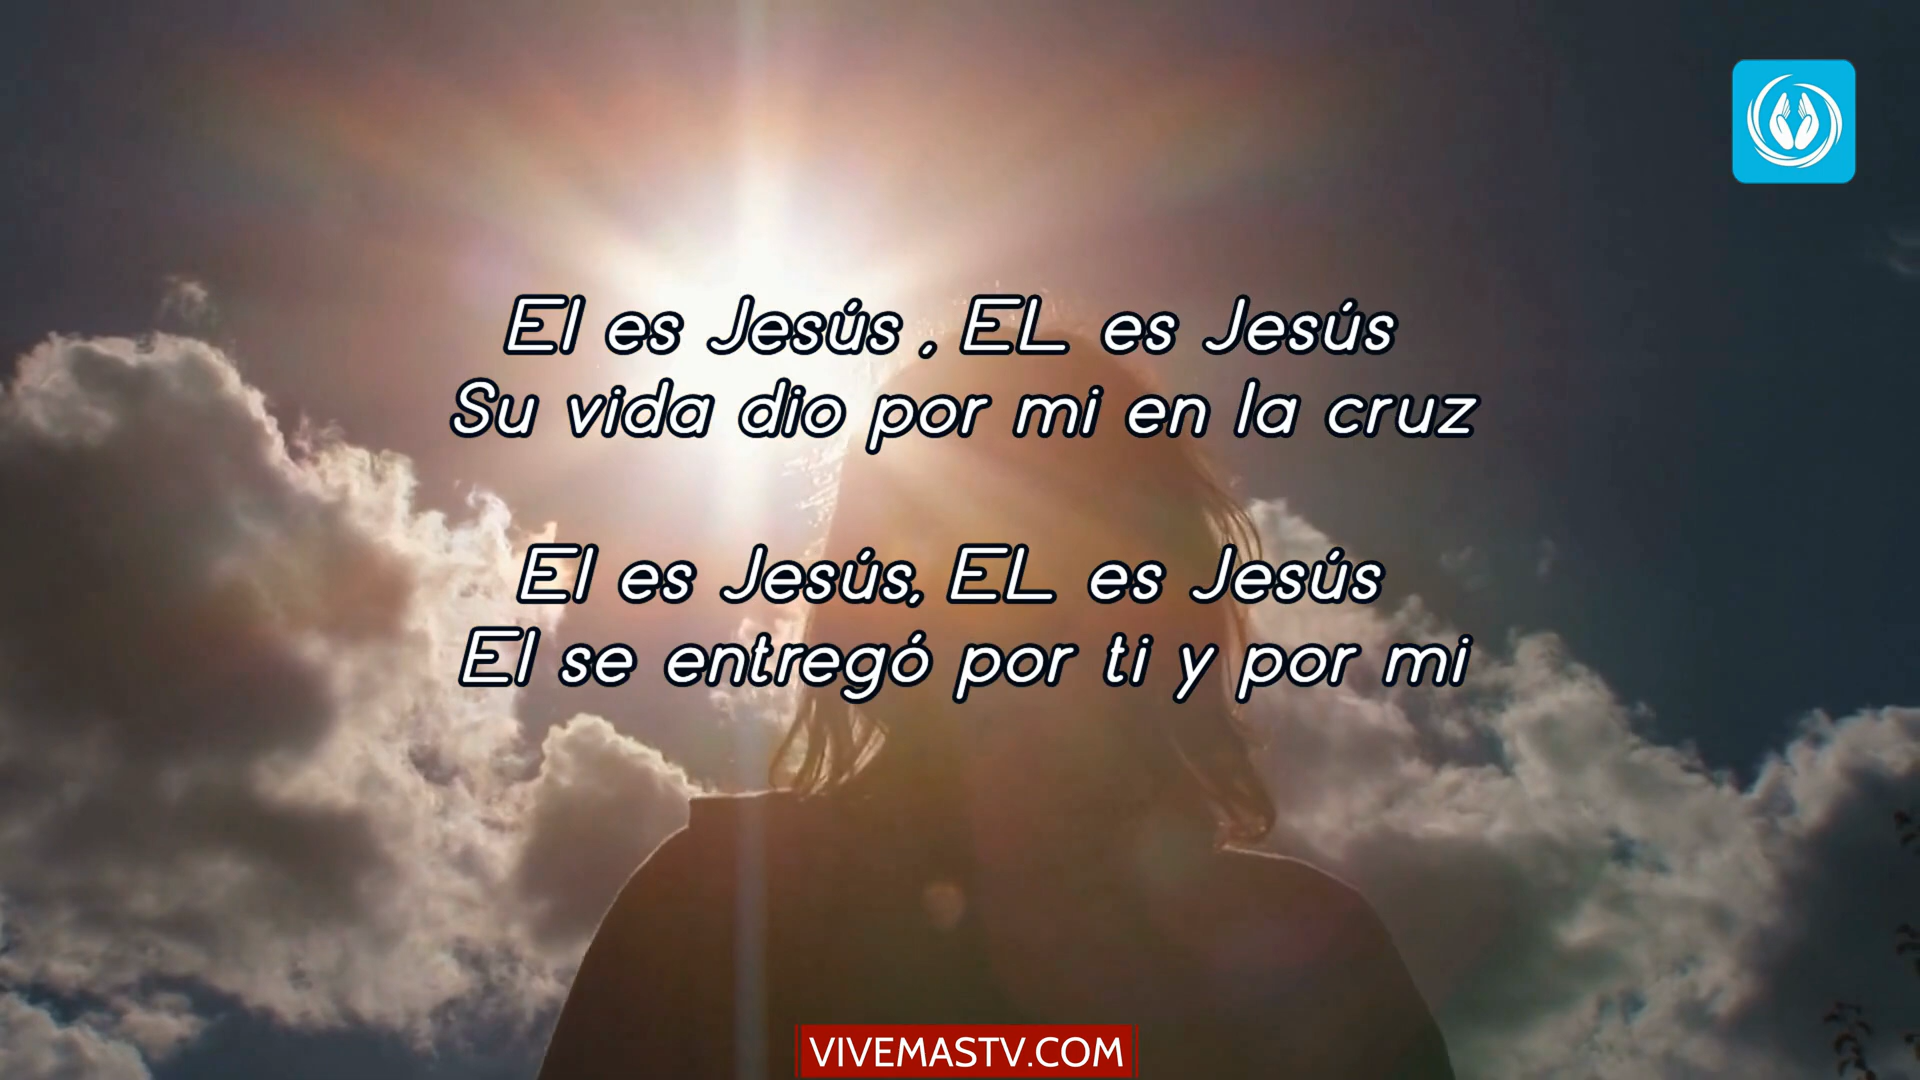 El es Jesús , EL es Jesús
Su vida dio por mi en la cruz
El es Jesús, EL es Jesús
El se entregó por ti y por mi
VIVEMASTV.COM